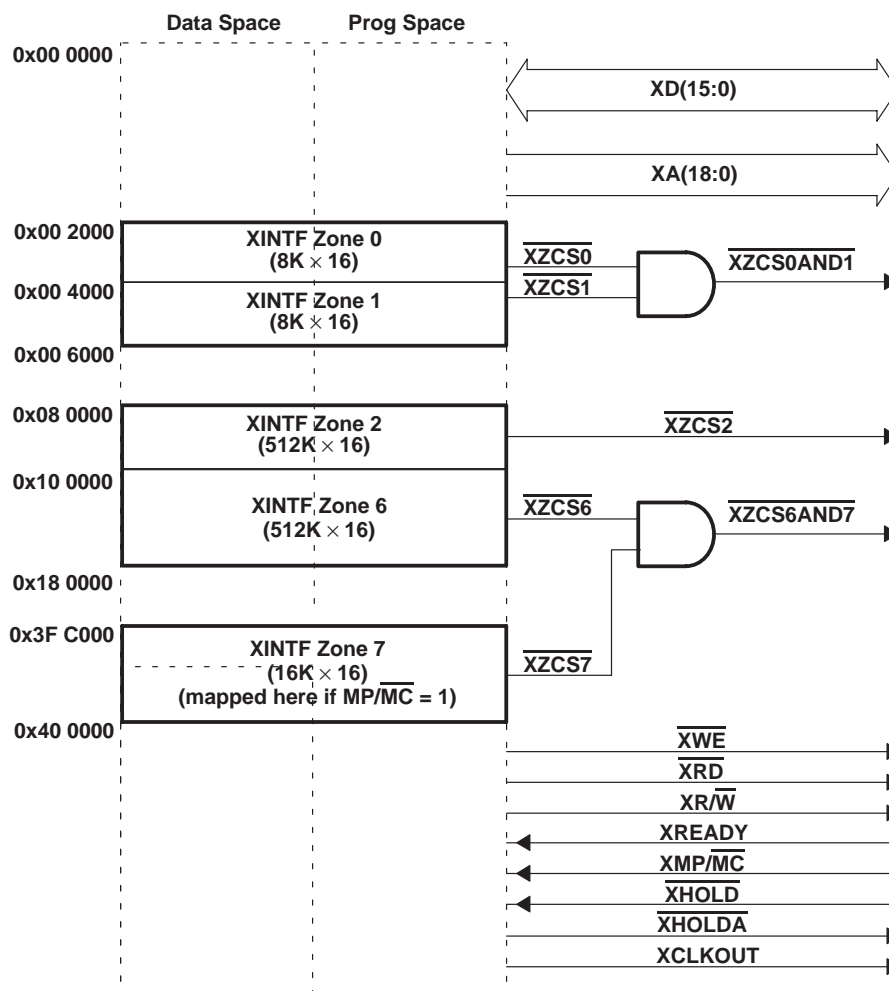 Data Space Prog Space
0x00 0000
XD(15:0)
XA(18:0)
0x00 2000
XINTF Zone 0
(8K × 16)
XZCS0
XZCS0AND1
0x00 4000
XINTF Zone 1
(8K × 16)
XZCS1
0x00 6000
0x08 0000
XINTF Zone 2
(512K × 16)
XZCS2
0x10 0000
XINTF Zone 6
(512K × 16)
XZCS6
XZCS6AND7
0x18 0000
0x3F C000
XINTF Zone 7
(16K × 16)
(mapped here if MP/MC = 1)
XZCS7
0x40 0000
XWE
XRD
XR/W
XREADY
XMP/MC
XHOLD
XHOLDA
XCLKOUT